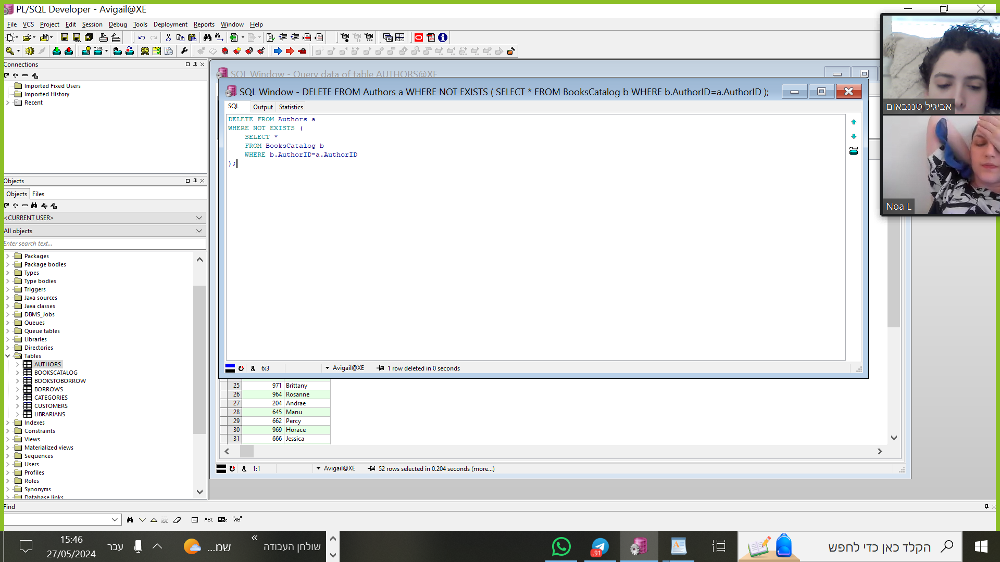 PL/SQL Developer - Avigail@XE
File VCS Project Edit Session Debug Tools Deployment Reports Window Help
Connections
Imported Fixed Users
Imported History
Recent
Objects
Objects Files
<CURRENT USER>
All objects
Enter search text...
Packages
Package bodies
Types
Type bodies
Triggers
Java sources
Java classes
DBMS_Jobs
Queues
Queue tables
Libraries
Directories
Tables
AUTHORS
BOOKSCATALOG
BOOKSTOBORROW
BORROWS
CATEGORIES
CUSTOMERS
LIBRARIANS
Indexes
Constraints
Views
Materialized views
Sequences
Users
Profiles
Roles
Synonyms
Database links
SQL Window - Query data of table AUTHORS@XE
SQL Window - DELETE FROM Authors a WHERE NOT EXISTS ( SELECT * FROM BooksCatalog b WHERE b.AuthorID=a.AuthorID );
SQL Output Statistics
DELETE FROM Authors a
WHERE NOT EXISTS (
SELECT *
FROM BooksCatalog b
WHERE b.AuthorID=a.AuthorID
);
& 6:3 Avigail@XE 1 row deleted in 0 seconds
25 971 Brittany
26 964 Rosanne
27 204 Andrae
28 645 Manu
29 662 Percy
30 969 Horace
31 666 Jessica
& 1:1 Avigail@XE 52 rows selected in 0.204 seconds (more...)
אביגיל טננבאום
Noa L
Find
ABC "AB"
15:46
27/05/2024
עבר
שמ...
שולחן העבודה
91
הקלד כאן כדי לחפש